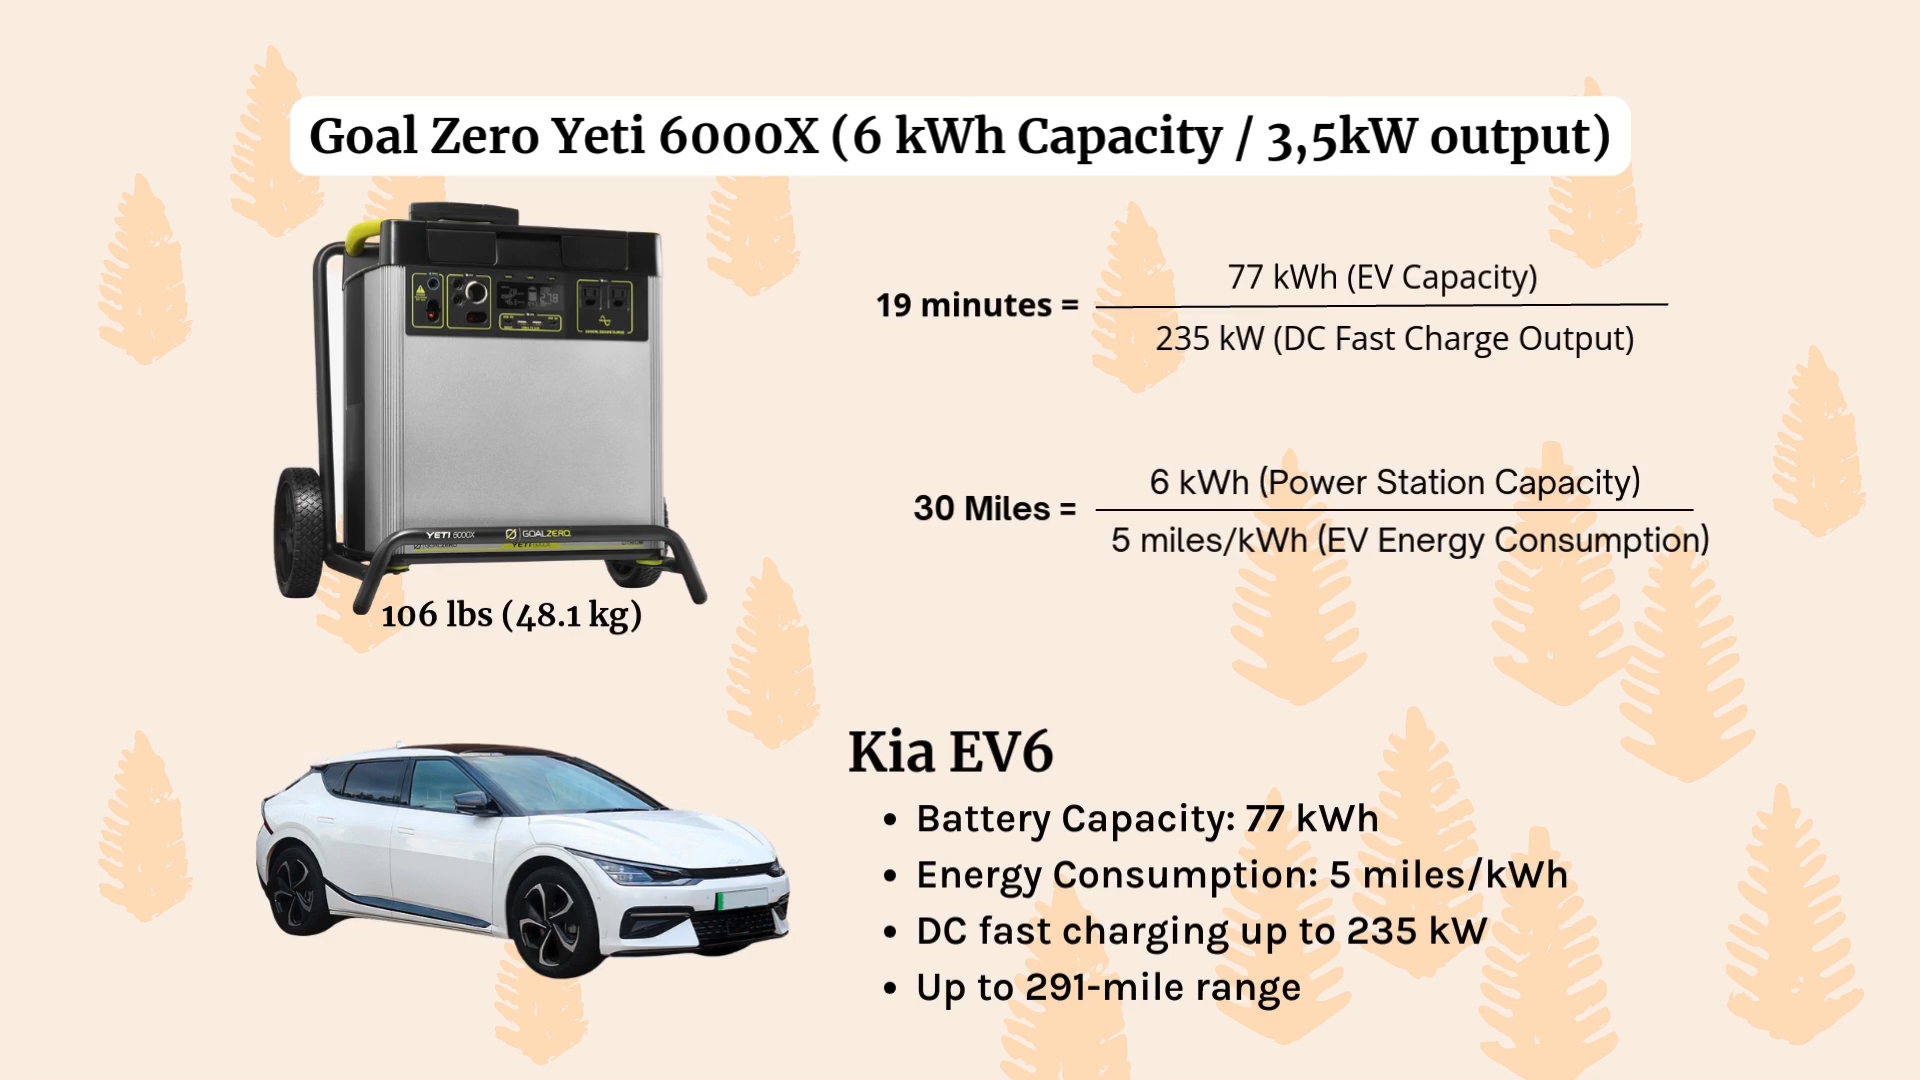 Goal Zero Yeti 6000X (6 kWh Capacity / 3,5kW output)
19 minutes =
77 kWh (EV Capacity)
235 kW (DC Fast Charge Output)
30 Miles =
6 kWh (Power Station Capacity)
5 miles/kWh (EV Energy Consumption)
YETI 6000X
GOALZERO
106 lbs (48.1 kg)
Kia EV6
• Battery Capacity: 77 kWh
• Energy Consumption: 5 miles/kWh
• DC fast charging up to 235 kW
• Up to 291-mile range